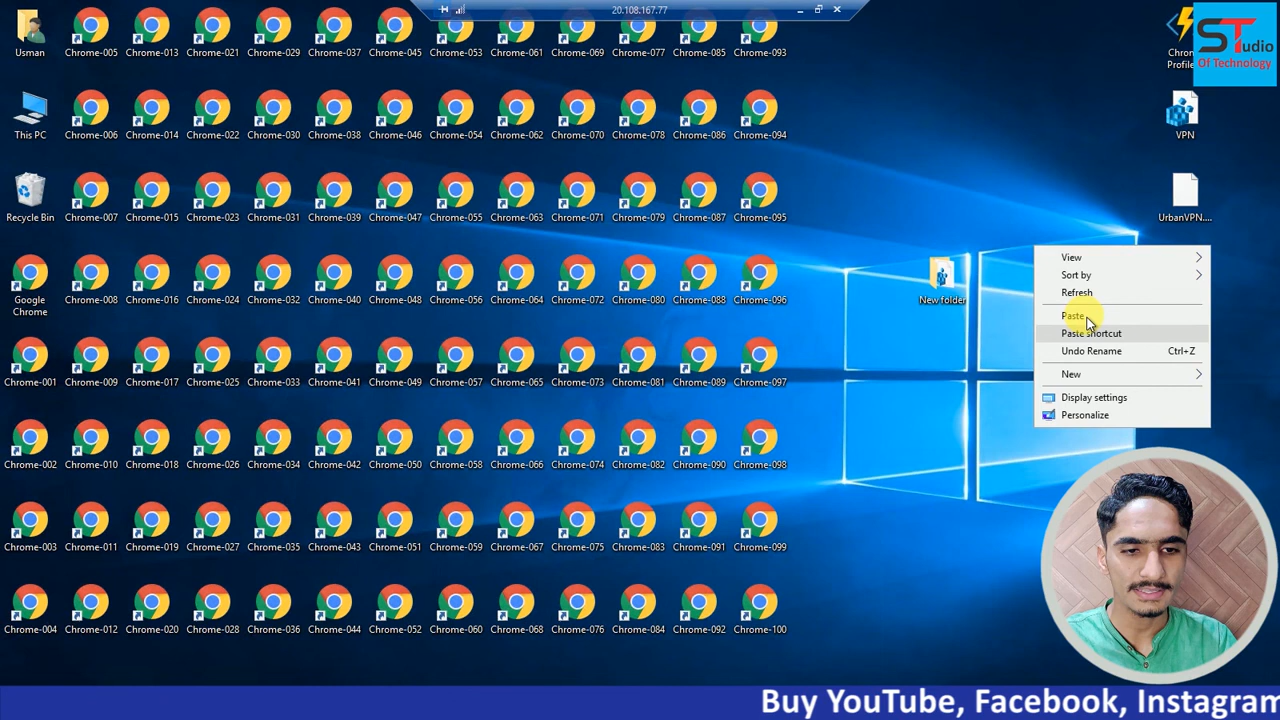 20.108.167.77
Usman
Chrome-005
Chrome-013
Chrome-021
Chrome-029
Chrome-037
Chrome-045
Chrome-053
Chrome-061
Chrome-069
Chrome-077
Chrome-085
Chrome-093
Chrom
Profile
STudio
Of Technology
This PC
Chrome-006
Chrome-014
Chrome-022
Chrome-030
Chrome-038
Chrome-046
Chrome-054
Chrome-062
Chrome-070
Chrome-078
Chrome-086
Chrome-094
VPN
Recycle Bin
Chrome-007
Chrome-015
Chrome-023
Chrome-031
Chrome-039
Chrome-047
Chrome-055
Chrome-063
Chrome-071
Chrome-079
Chrome-087
Chrome-095
UrbanVPN....
Google
Chrome
Chrome-008
Chrome-016
Chrome-024
Chrome-032
Chrome-040
Chrome-048
Chrome-056
Chrome-064
Chrome-072
Chrome-080
Chrome-088
Chrome-096
New folder
View
Sort by
Refresh
Paste
Paste shortcut
Undo Rename Ctrl+Z
New
Display settings
Personalize
Chrome-001
Chrome-009
Chrome-017
Chrome-025
Chrome-033
Chrome-041
Chrome-049
Chrome-057
Chrome-065
Chrome-073
Chrome-081
Chrome-089
Chrome-097
Chrome-002
Chrome-010
Chrome-018
Chrome-026
Chrome-034
Chrome-042
Chrome-050
Chrome-058
Chrome-066
Chrome-074
Chrome-082
Chrome-090
Chrome-098
Chrome-003
Chrome-011
Chrome-019
Chrome-027
Chrome-035
Chrome-043
Chrome-051
Chrome-059
Chrome-067
Chrome-075
Chrome-083
Chrome-091
Chrome-099
Chrome-004
Chrome-012
Chrome-020
Chrome-028
Chrome-036
Chrome-044
Chrome-052
Chrome-060
Chrome-068
Chrome-076
Chrome-084
Chrome-092
Chrome-100
Buy YouTube, Facebook, Instagram